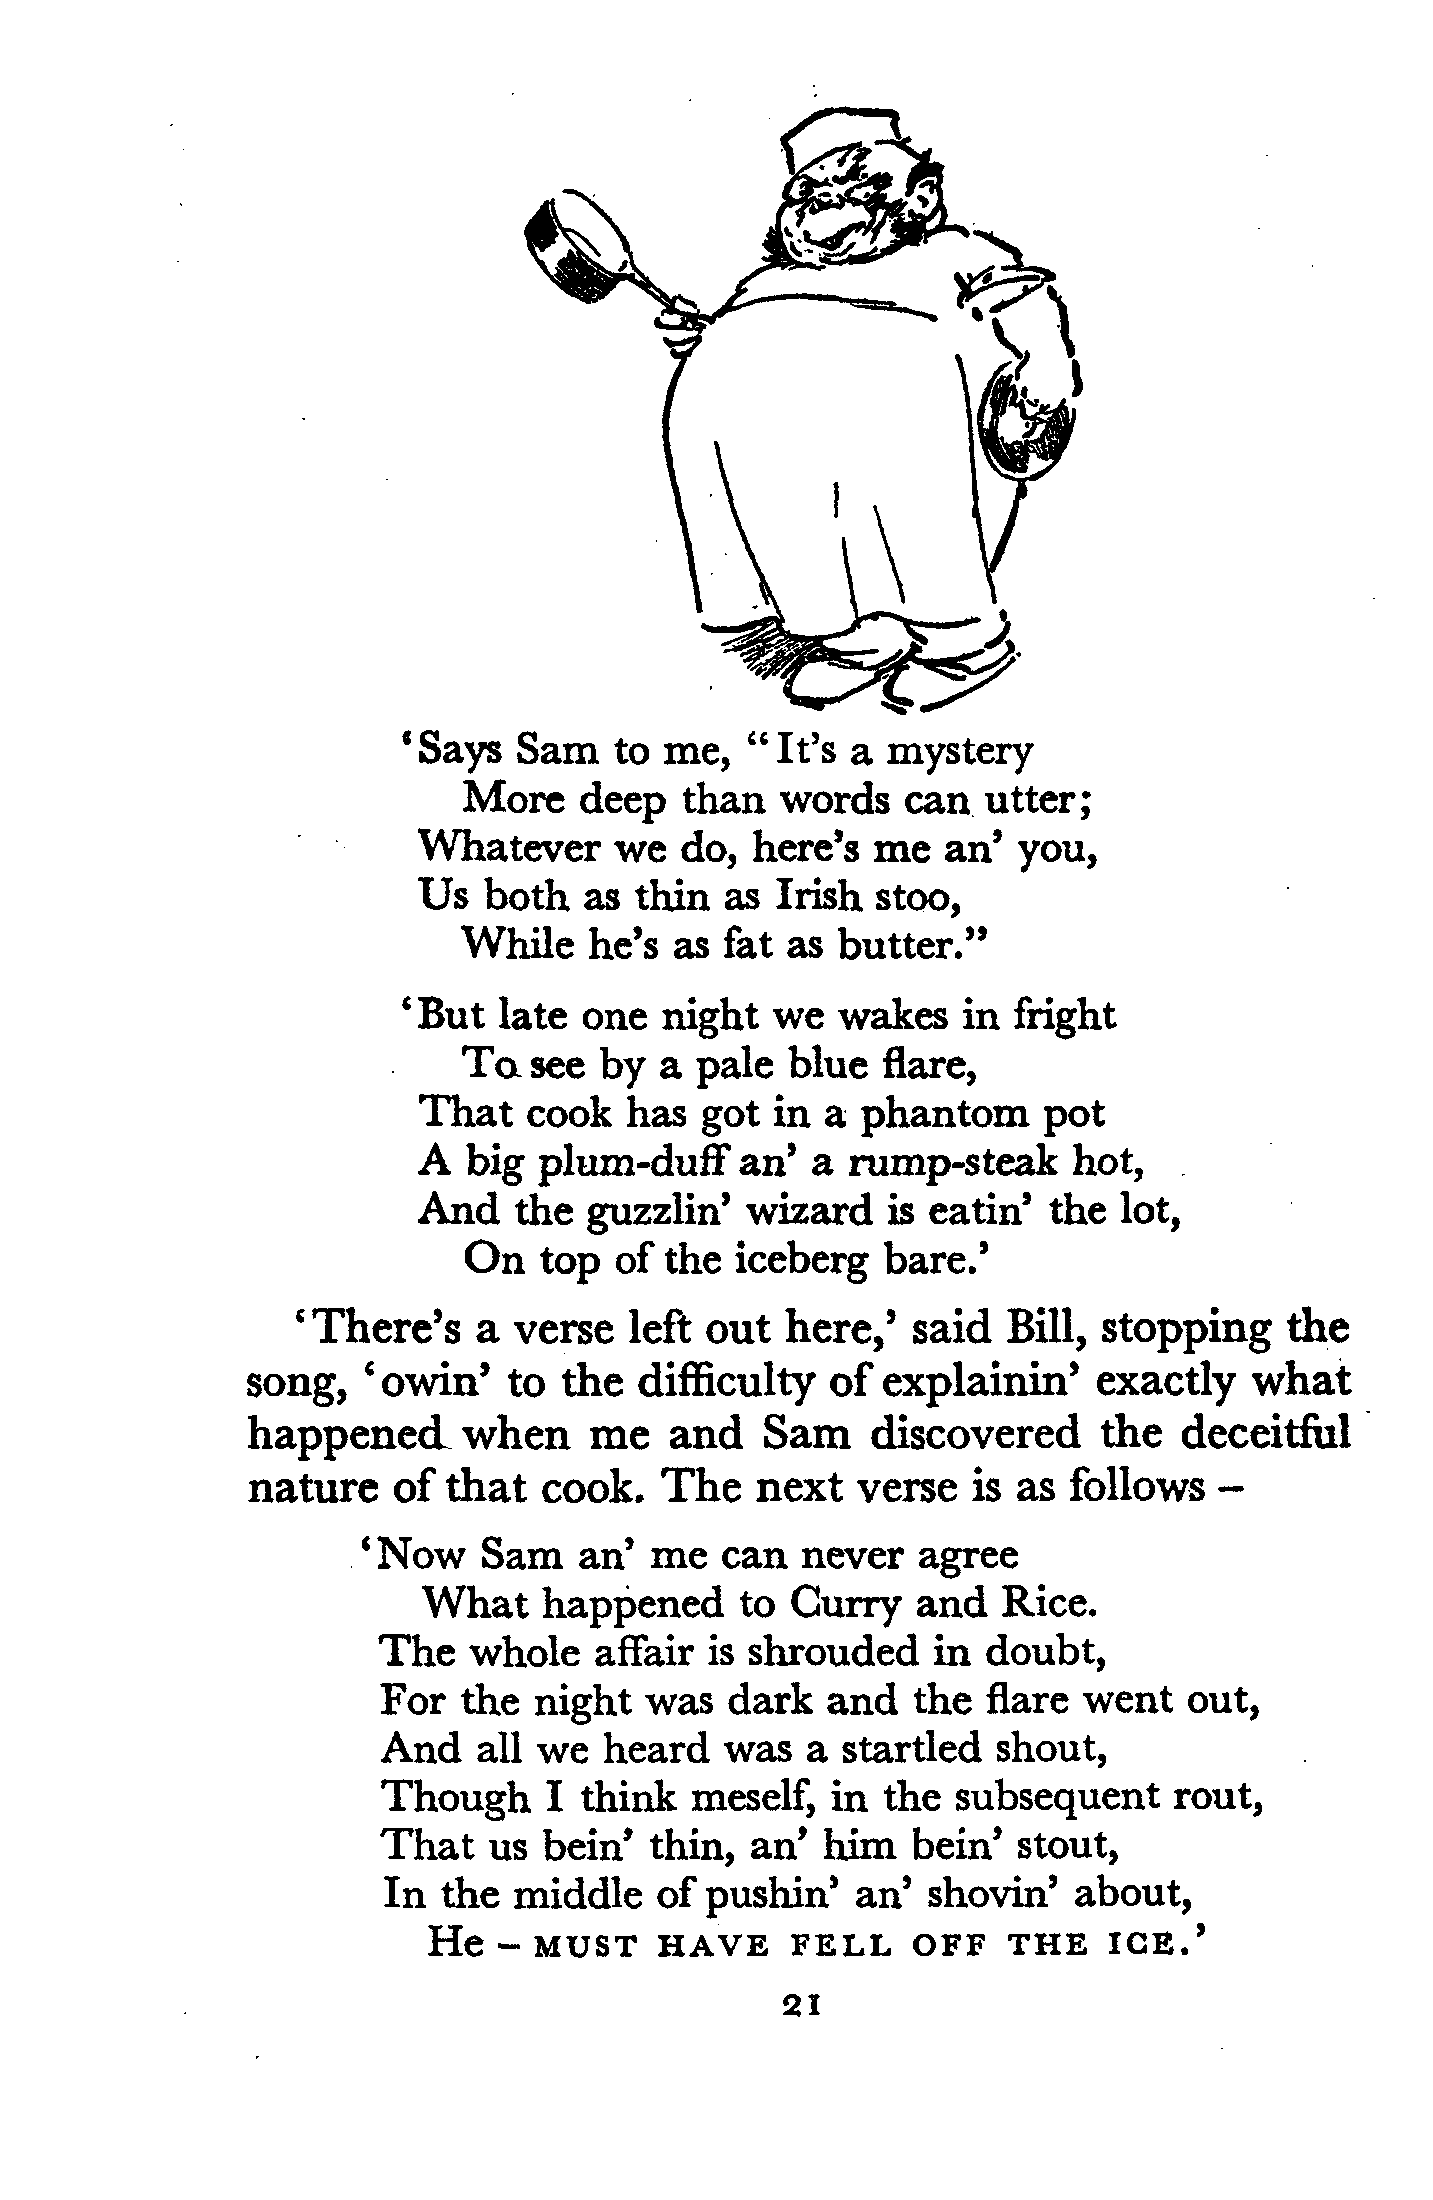 ‘Says Sam to me, “It’s a mystery
More deep than words can utter;
Whatever we do, here’s me an’ you,
Us both as thin as Irish stoo,
While he’s as fat as butter.”
‘But late one night we wakes in fright
To see by a pale blue flare,
That cook has got in a phantom pot
A big plum-duff an’ a rump-steak hot,
And the guzzlin’ wizard is eatin’ the lot,
On top of the iceberg bare.’
‘There’s a verse left out here,’ said Bill, stopping the
song, ‘owin’ to the difficulty of explainin’ exactly what
happened when me and Sam discovered the deceitful
nature of that cook. The next verse is as follows –
‘Now Sam an’ me can never agree
What happened to Curry and Rice.
The whole affair is shrouded in doubt,
For the night was dark and the flare went out,
And all we heard was a startled shout,
Though I think meself, in the subsequent rout,
That us bein’ thin, an’ him bein’ stout,
In the middle of pushin’ an’ shovin’ about,
He – MUST HAVE FELL OFF THE ICE.’
21